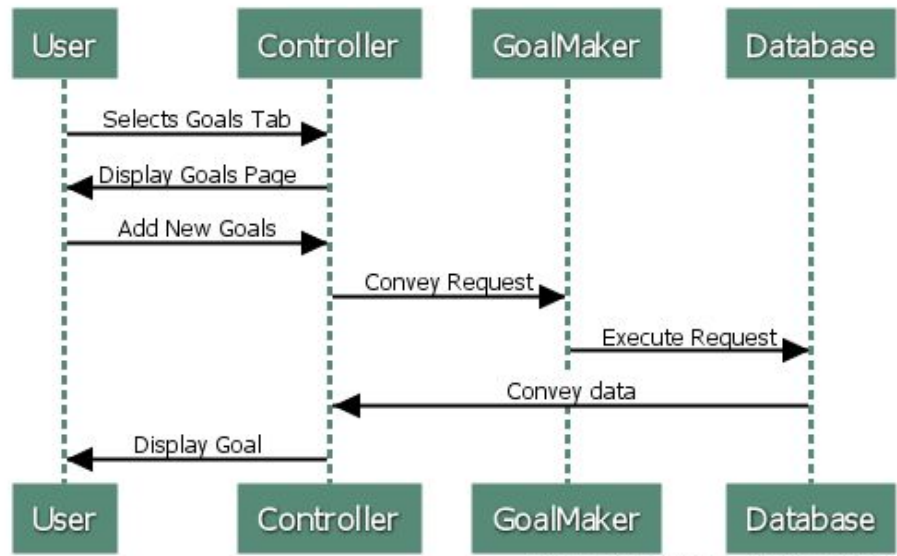 User Controller GoalMaker Database
Selects Goals Tab
Display Goals Page
Add New Goals
Convey Request
Execute Request
Convey data
Display Goal
User Controller GoalMaker Database